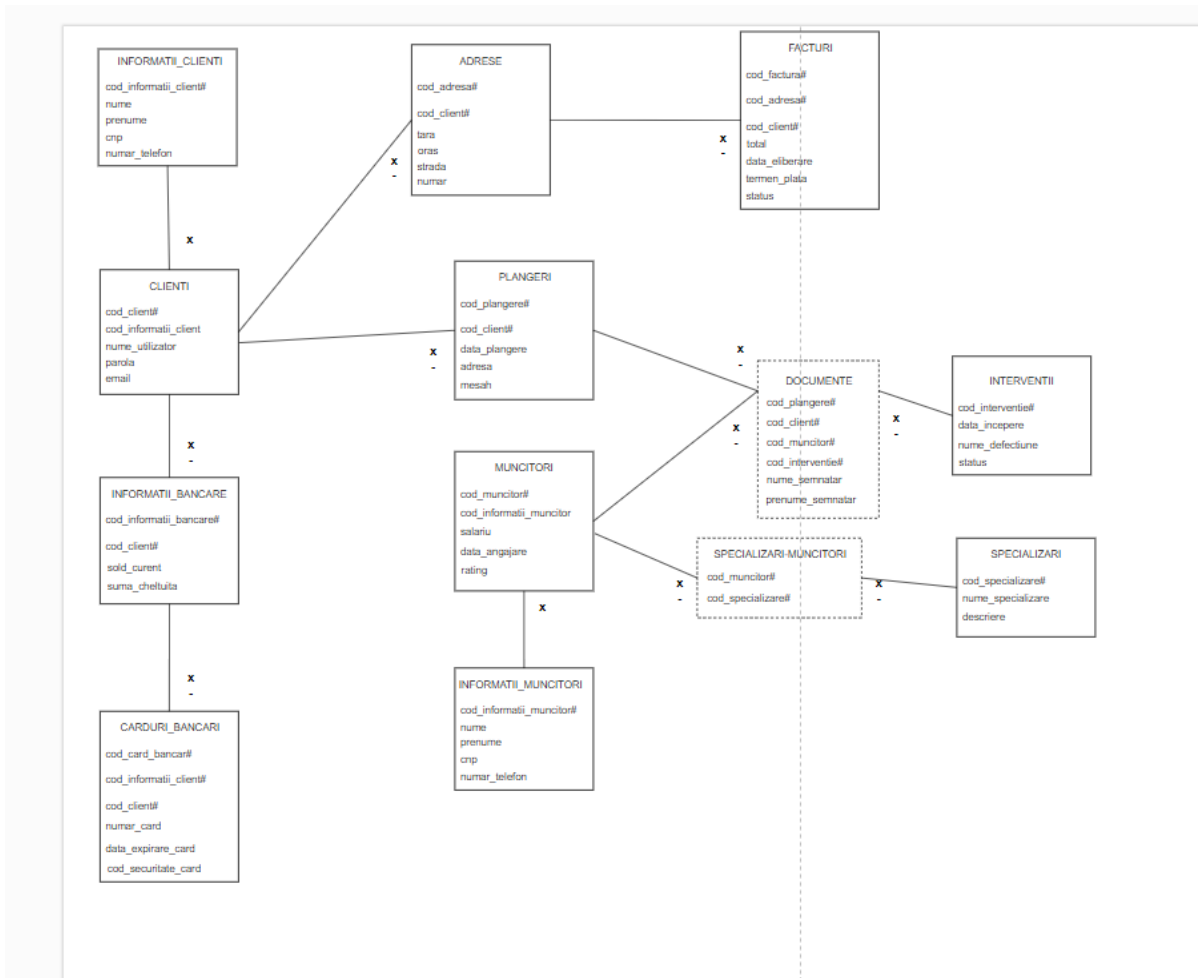 INFORMATII_CLIENTI
cod_informatii_client#
nume
prenume
cnp
numar_telefon
ADRESE
cod_adresa#
cod_client#
tara
oras
strada
numar
FACTURI
cod_factura#
cod_adresa#
cod_client#
total
data_eliberare
termen_plata
status
x
-
x
-
x
CLIENTI
cod_client#
cod_informatii_client
nume_utilizator
parola
email
PLANGERI
cod_plangere#
cod_client#
data_plangere
adresa
mesah
x
-
x
-
DOCUMENTE
cod_plangere#
cod_client#
cod_muncitor#
cod_interventie#
nume_semnatar
prenume_semnatar
x
-
x
-
INTERVENTII
cod_interventie#
data_incepere
nume_defectiune
status
x
-
INFORMATII_BANCARE
cod_informatii_bancare#
cod_client#
sold_curent
suma_cheltuita
MUNCITORI
cod_muncitor#
cod_informatii_muncitor
salariu
data_angajare
rating
SPECIALIZARI-MUNCITORI
cod_muncitor#
cod_specializare#
x
-
x
-
SPECIALIZARI
cod_specializare#
nume_specializare
descriere
x
x
-
INFORMATII_MUNCITORI
cod_informatii_muncitor#
nume
prenume
cnp
numar_telefon
CARDURI_BANCARI
cod_card_bancar#
cod_informatii_client#
cod_client#
numar_card
data_expirare_card
cod_securitate_card